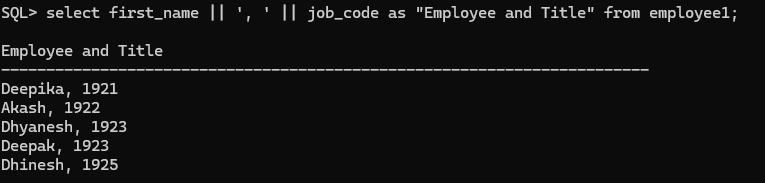 SQL> select first_name || ', ' || job_code as "Employee and Title" from employee1;
Employee and Title
------------------------------------------------------------------------
Deepika, 1921
Akash, 1922
Dhyanesh, 1923
Deepak, 1923
Dhinesh, 1925